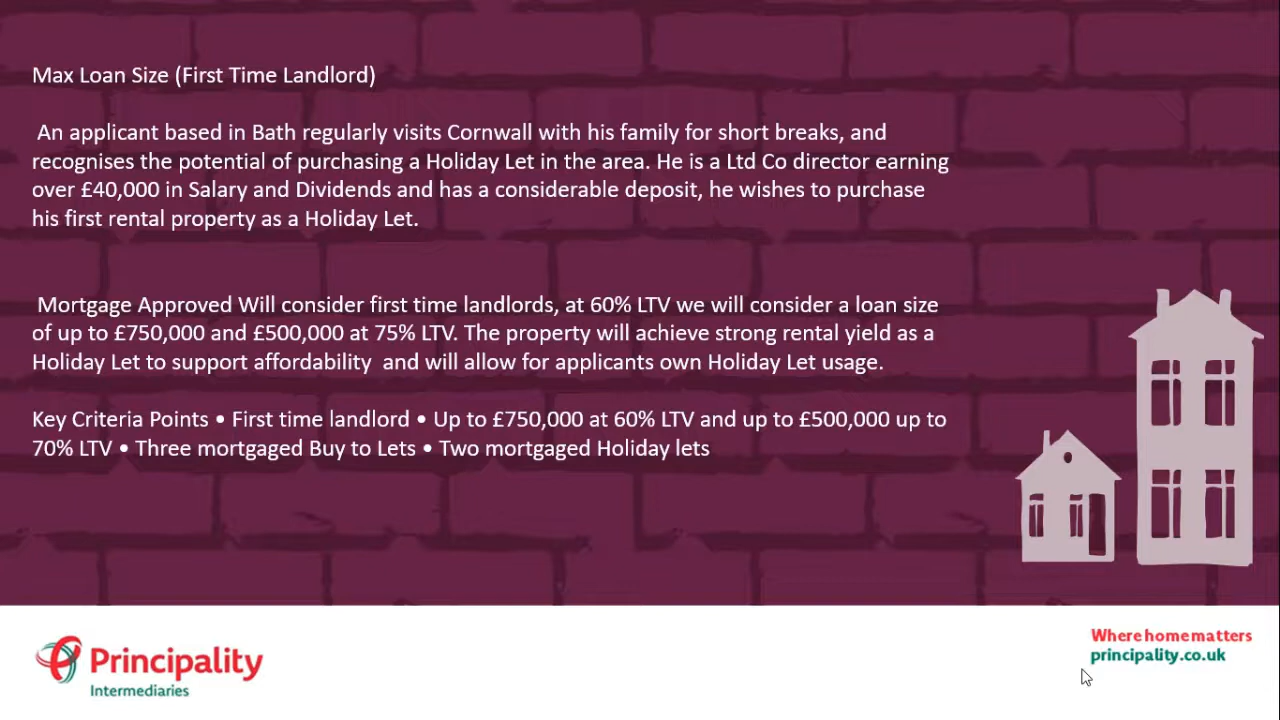 Max Loan Size (First Time Landlord)
An applicant based in Bath regularly visits Cornwall with his family for short breaks, and
recognises the potential of purchasing a Holiday Let in the area. He is a Ltd Co director earning
over £40,000 in Salary and Dividends and has a considerable deposit, he wishes to purchase
his first rental property as a Holiday Let.
Mortgage Approved Will consider first time landlords, at 60% LTV we will consider a loan size
of up to £750,000 and £500,000 at 75% LTV. The property will achieve strong rental yield as a
Holiday Let to support affordability  and will allow for applicants own Holiday Let usage.
Key Criteria Points • First time landlord • Up to £750,000 at 60% LTV and up to £500,000 up to
70% LTV • Three mortgaged Buy to Lets • Two mortgaged Holiday lets
Principality
Intermediaries
Where home matters
principality.co.uk